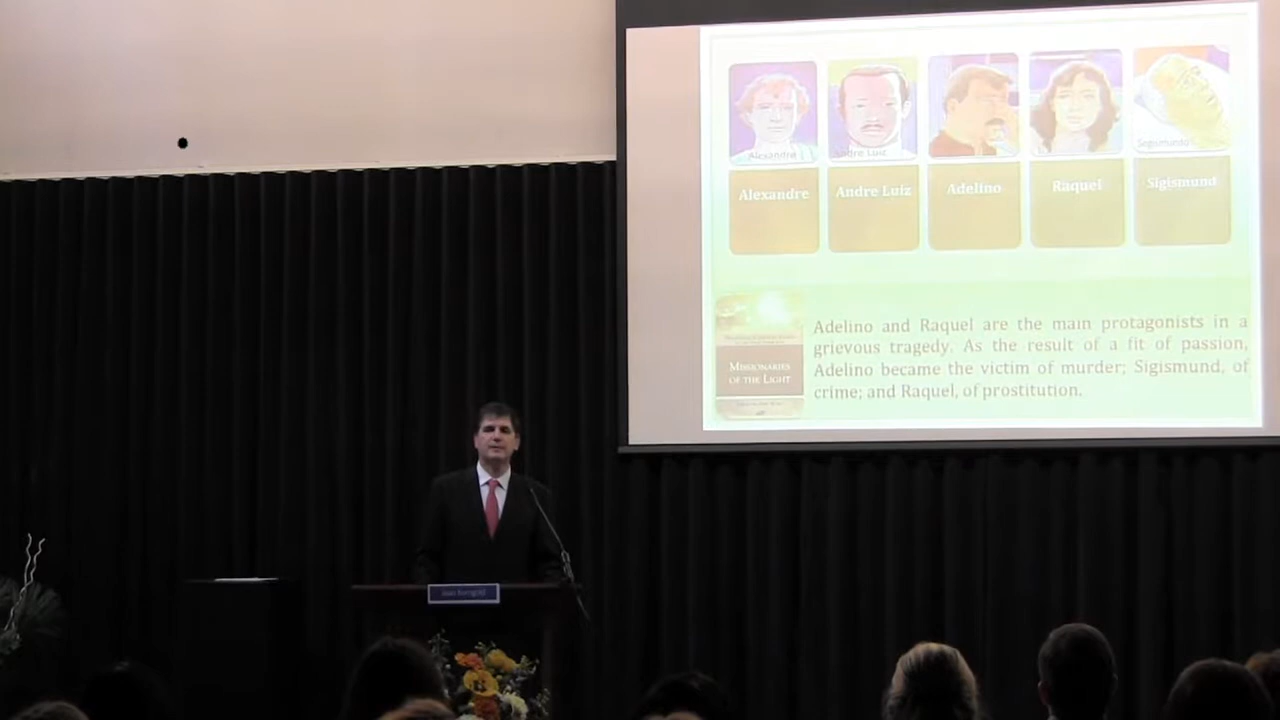 Alexandre
Andre Luiz
Sigismundo
Alexandre
Andre Luiz
Adelino
Raquel
Sigismund
MISSIONARIES
OF THE LIGHT
Adelino and Raquel are the main protagonists in a
grievous tragedy. As the result of a fit of passion,
Adelino became the victim of murder; Sigismund, of
crime; and Raquel, of prostitution.